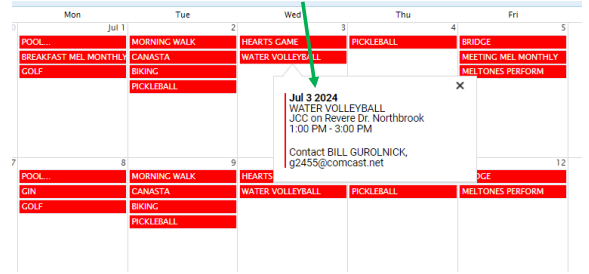 Mon Tue Wed Thu Fri
Jul 1 2 3 4 5
POOL... MORNING WALK HEARTS GAME PICKLEBALL BRIDGE
BREAKFAST MEL MONTHLY CANASTA WATER VOLLEYBALL MEETING MEL MONTHLY
GOLF BIKING MELTONES PERFORM
PICKLEBALL
Jul 3 2024
WATER VOLLEYBALL
JCC on Revere Dr. Northbrook
1:00 PM - 3:00 PM
Contact BILL GUROLNICK,
g2455@comcast.net
7 8 9 12
POOL... MORNING WALK HEARTS
GIN CANASTA WATER VOLLEYBALL PICKLEBALL MELTONES PERFORM
GOLF BIKING
PICKLEBALL